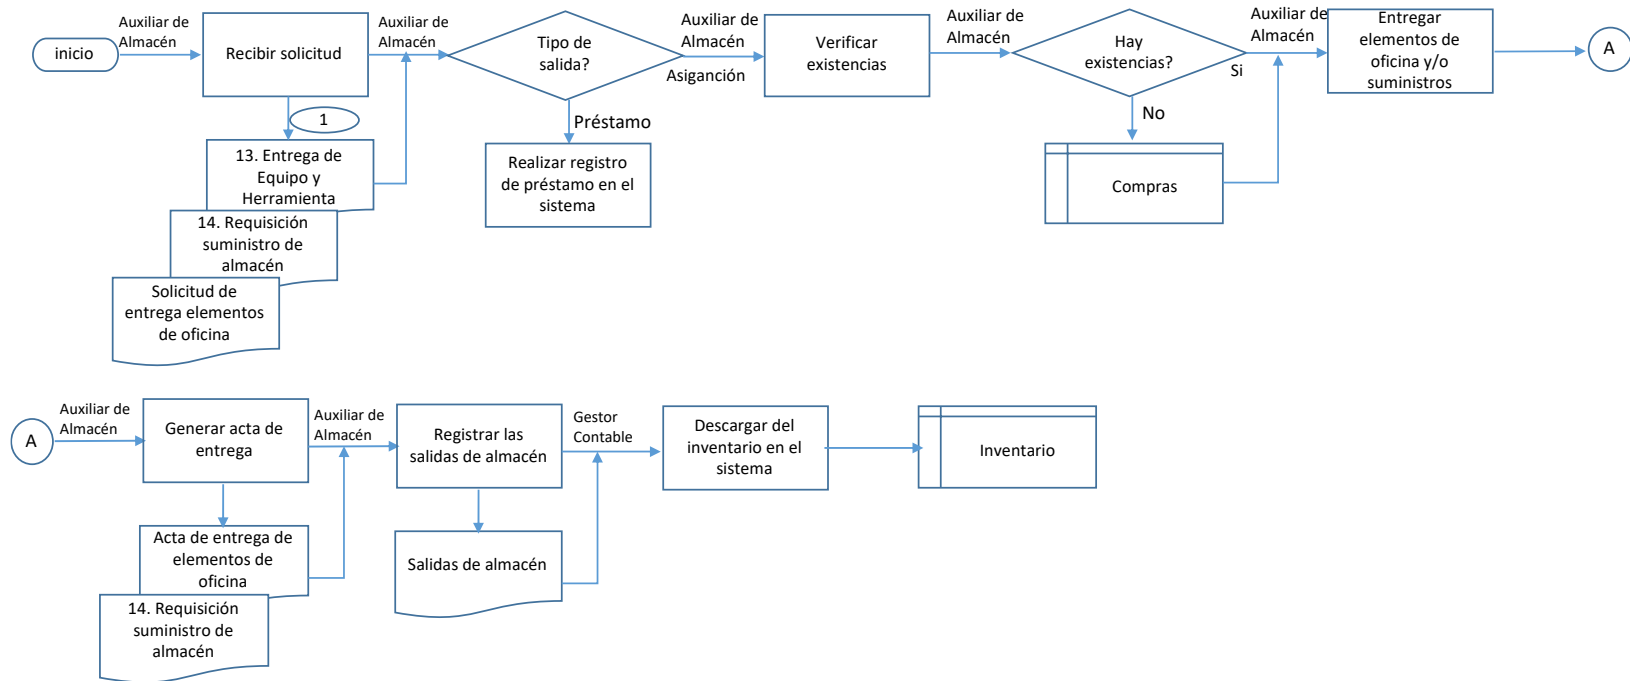 Auxiliar de
Almacén
inicio
Recibir solicitud
Auxiliar de
Almacén
Tipo de
salida?
Auxiliar de
Almacén
Asigánción
Verificar
existencias
Auxiliar de
Almacén
Hay
existencias?
Auxiliar de
Almacén
Si
Entregar
elementos de
oficina y/o
suministros
A
1
Préstamo
No
13. Entrega de
Equipo y
Herramienta
Realizar registro
de préstamo en el
sistema
Compras
14. Requisición
suministro de
almacén
Solicitud de
entrega elementos
de oficina
A
Auxiliar de
Almacén
Generar acta de
entrega
Auxiliar de
Almacén
Registrar las
salidas de almacén
Gestor
Contable
Descargar del
inventario en el
sistema
Inventario
Acta de entrega de
elementos de
oficina
Salidas de almacén
14. Requisición
suministro de
almacén